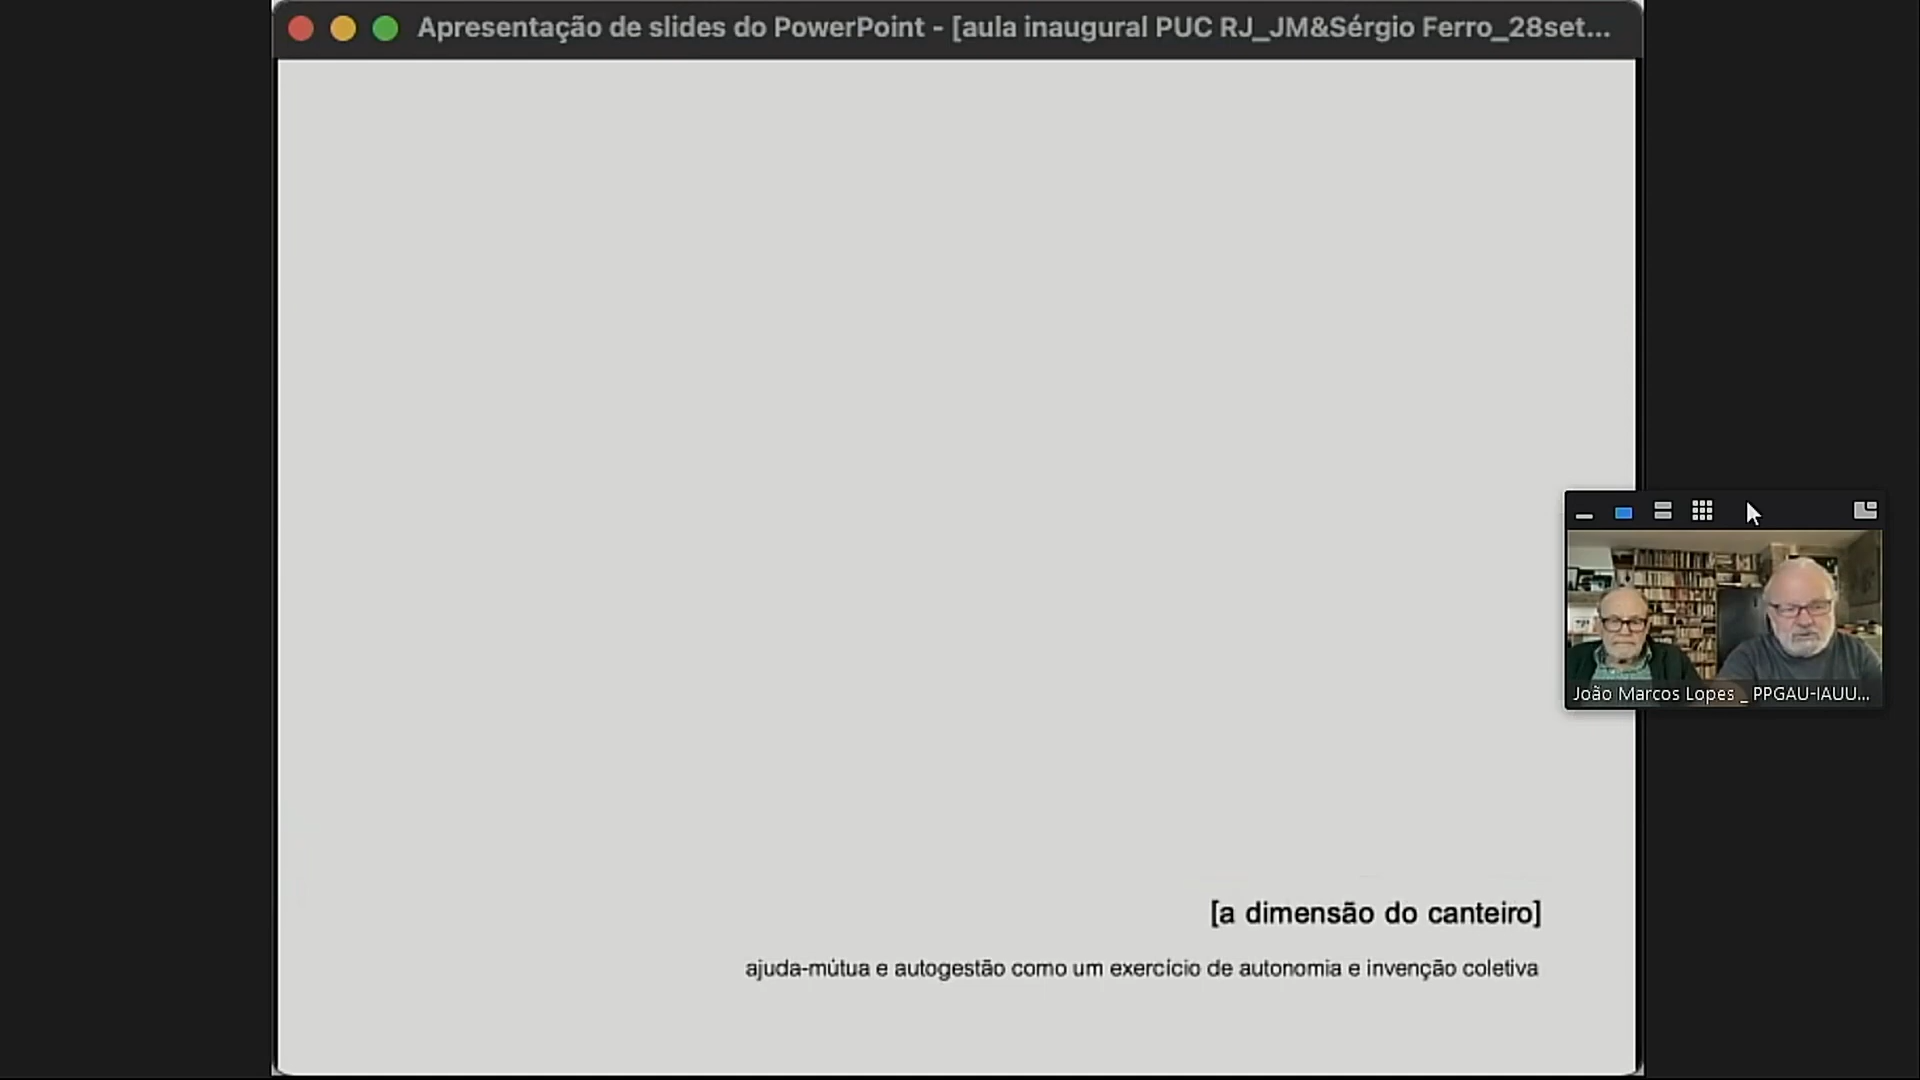 Apresentação de slides do PowerPoint - [aula inaugural PUC RJ_JM&Sérgio Ferro_28set...
João Marcos Lopes _ PPGAU-IAUU...
[a dimensão do canteiro]
ajuda-mútua e autogestão como um exercício de autonomia e invenção coletiva